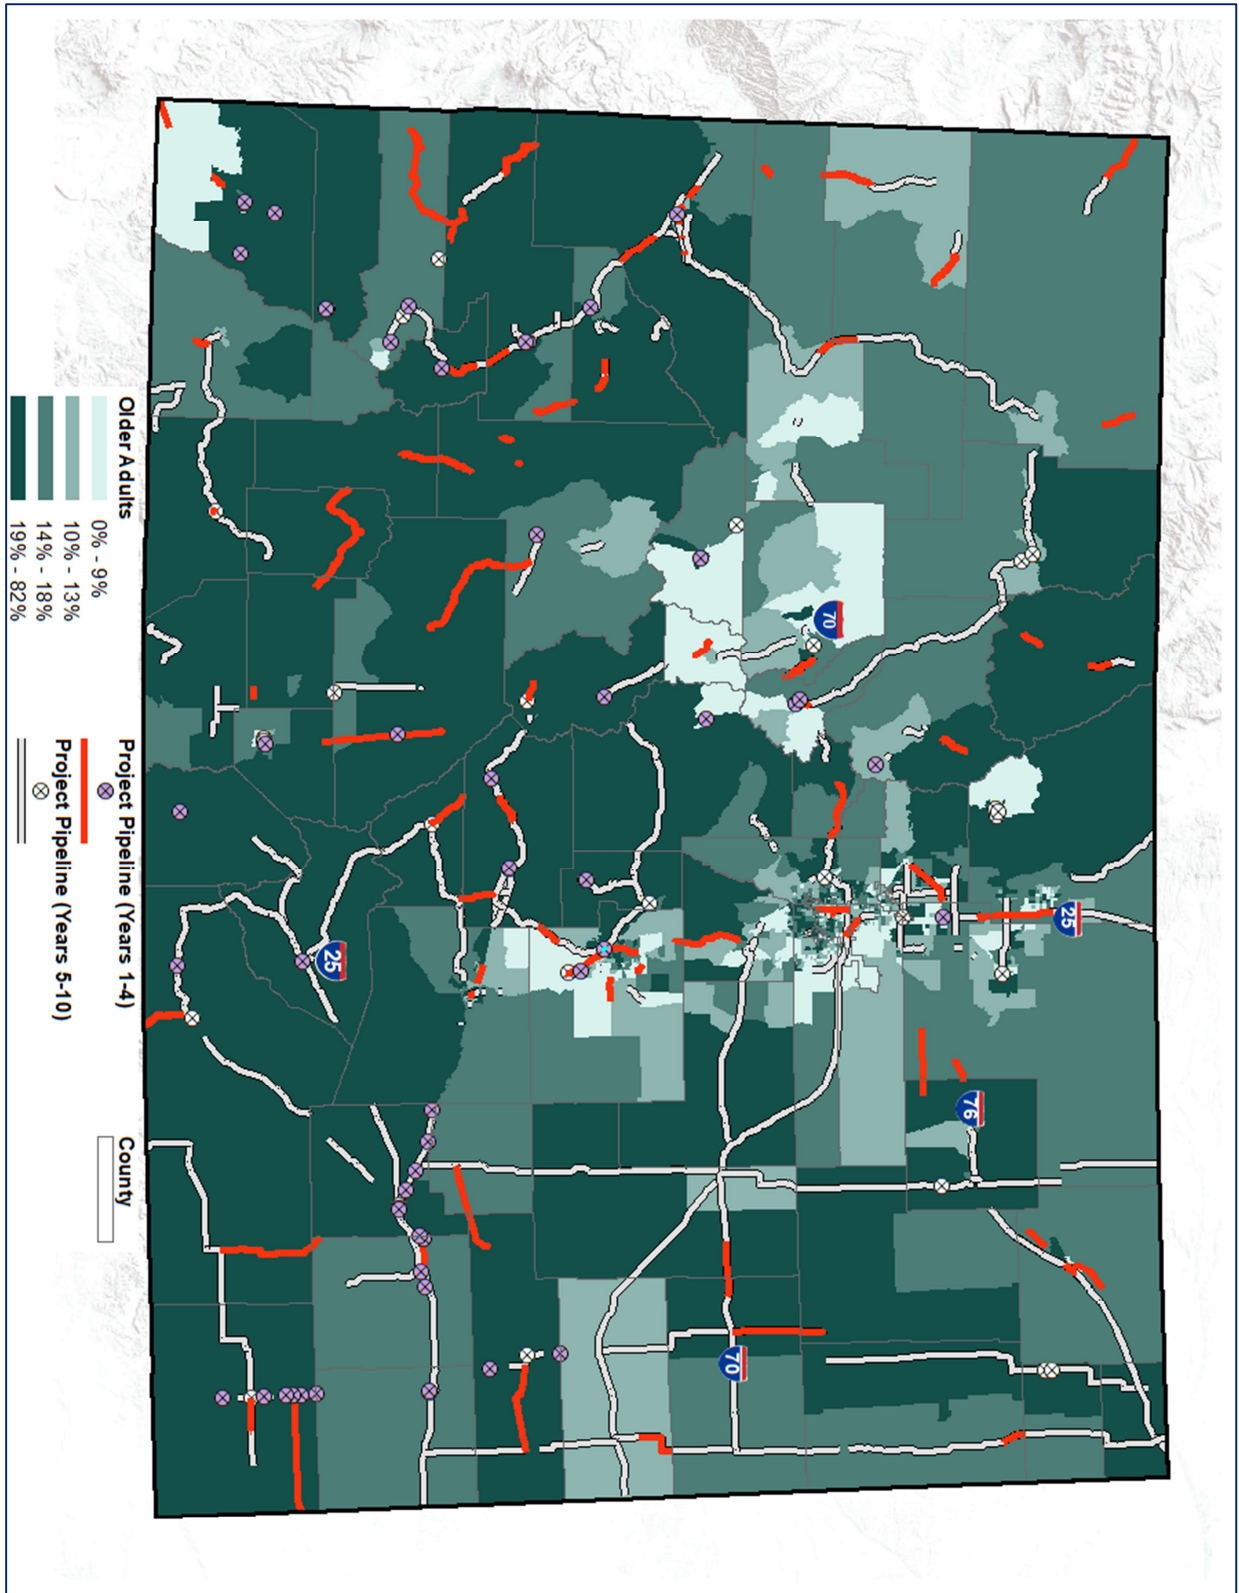 70
25
76
70
25
Older Adults
0% - 9%
10% - 13%
14% - 18%
19% - 82%
Project Pipeline (Years 1-4)
Project Pipeline (Years 5-10)
County